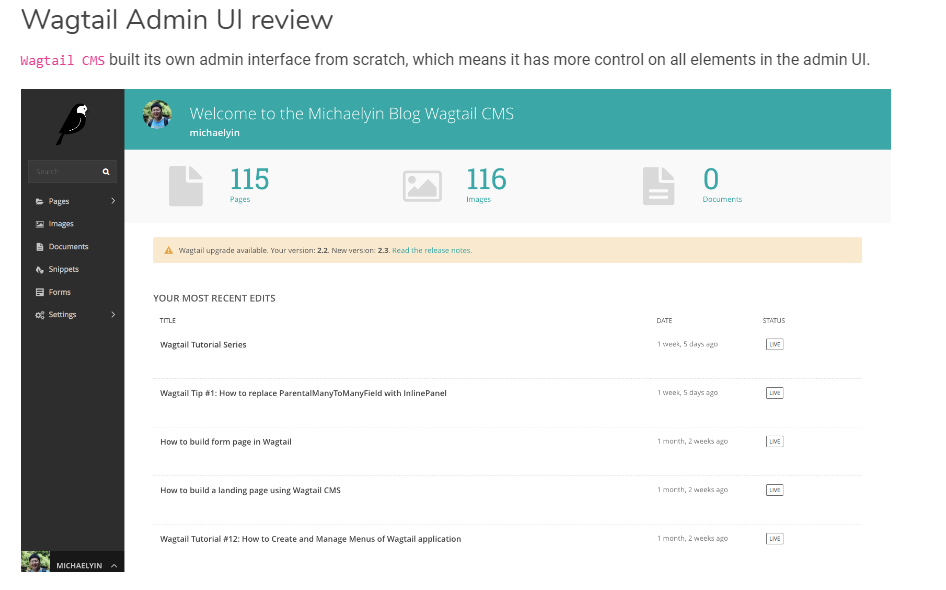 Wagtail Admin UI review
Wagtail CMS built its own admin interface from scratch, which means it has more control on all elements in the admin UI.
Welcome to the Michaelyin Blog Wagtail CMS
michaelyin
Search
115
Pages
116
Images
0
Documents
Pages
Images
Documents
Snippets
Forms
Settings
Wagtail upgrade available. Your version: 2.2. New version: 2.3. Read the release notes.
YOUR MOST RECENT EDITS
TITLE DATE STATUS
Wagtail Tutorial Series 1 week, 5 days ago LIVE
Wagtail Tip #1: How to replace ParentalManyToManyField with InlinePanel 1 week, 5 days ago LIVE
How to build form page in Wagtail 1 month, 2 weeks ago LIVE
How to build a landing page using Wagtail CMS 1 month, 2 weeks ago LIVE
Wagtail Tutorial #12: How to Create and Manage Menus of Wagtail application 1 month, 2 weeks ago LIVE
MICHAELYIN